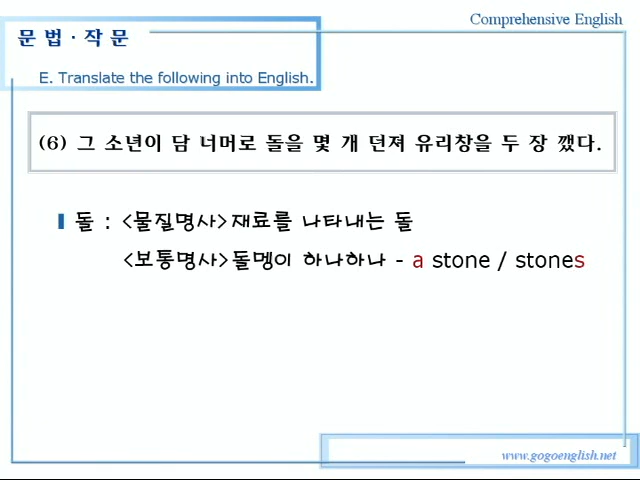 Comprehensive English
문 법 · 작 문
E. Translate the following into English.
(6) 그 소년이 담 너머로 돌을 몇 개 던져 유리창을 두 장 깼다.
돌 : <물질명사>재료를 나타내는 돌
<보통명사>돌멩이 하나하나 - a stone / stones
www.gogoenglish.net